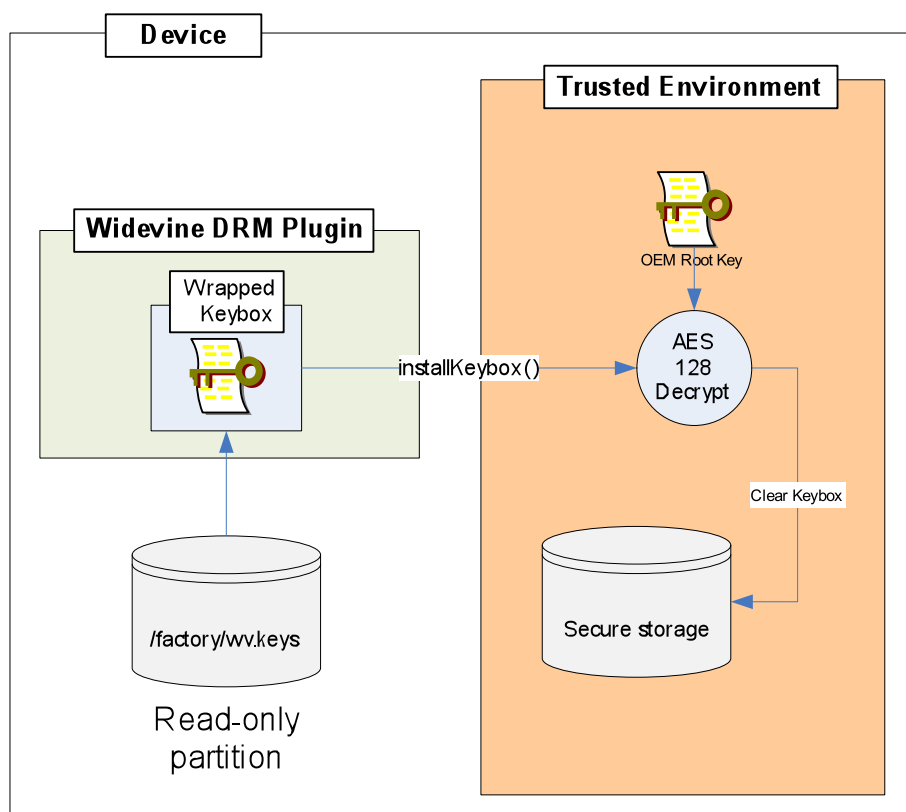 Device
Trusted Environment
OEM Root Key
Widevine DRM Plugin
Wrapped
Keybox
installKeybox()
AES
128
Decrypt
Clear Keybox
/factory/wv.keys
Secure storage
Read-only
partition